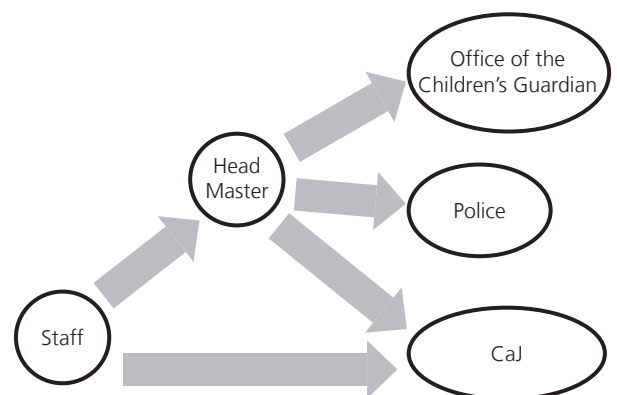 Office of the
Children's Guardian
Head
Master
Police
Staff
CaJ